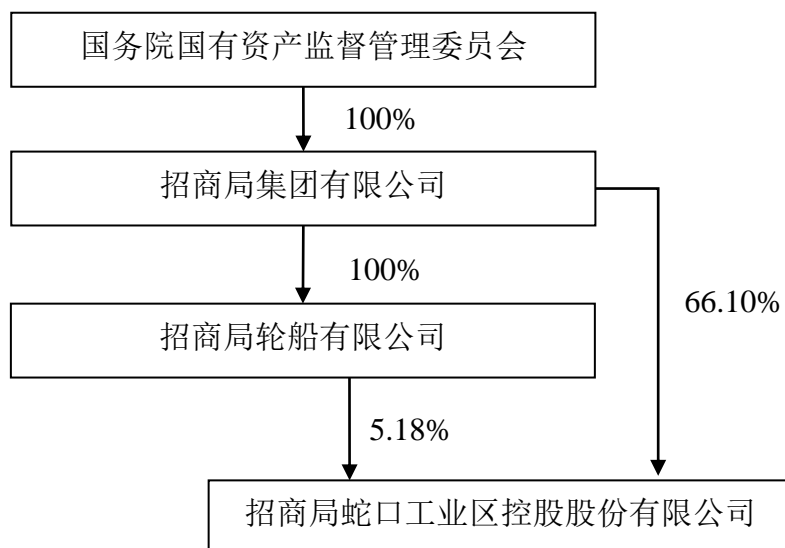 国务院国有资产监督管理委员会
100%
招商局集团有限公司
100%
66.10%
招商局轮船有限公司
5.18%
招商局蛇口工业区控股股份有限公司